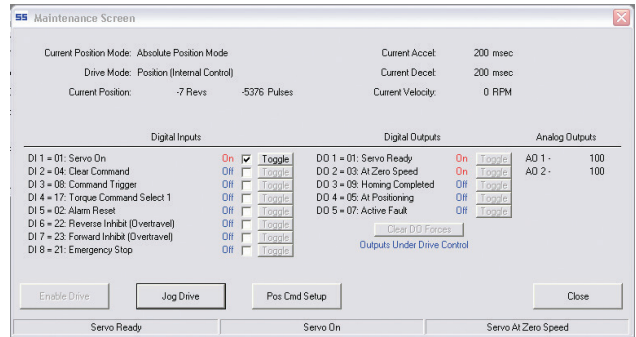 SS Maintenance Screen
Current Position Mode: Absolute Position Mode
Current Accel: 200 msec
Drive Mode: Position (Internal Control)
Current Decel: 200 msec
Current Position: -7 Revs -5376 Pulses
Current Velocity: 0 RPM
Digital Inputs
Digital Outputs
Analog Outputs
DI 1 = 01: Servo On On Toggle
DI 2 = 04: Clear Command Off Toggle
DI 3 = 08: Command Trigger Off Toggle
DI 4 = 17: Torque Command Select 1 Off Toggle
DI 5 = 02: Alarm Reset Off Toggle
DI 6 = 22: Reverse Inhibit (Overtravel) Off Toggle
DI 7 = 23: Forward Inhibit (Overtravel) Off Toggle
DI 8 = 21: Emergency Stop Off Toggle
DO 1 = 01: Servo Ready On Toggle
DO 2 = 03: At Zero Speed On Toggle
DO 3 = 09: Homing Completed Off Toggle
DO 4 = 05: At Positioning Off Toggle
DO 5 = 07: Active Fault Off Toggle
Clear DO Forces
Outputs Under Drive Control
AO 1 - 100
AO 2 - 100
Enable Drive
Jog Drive
Pos Cmd Setup
Close
Servo Ready
Servo On
Servo At Zero Speed